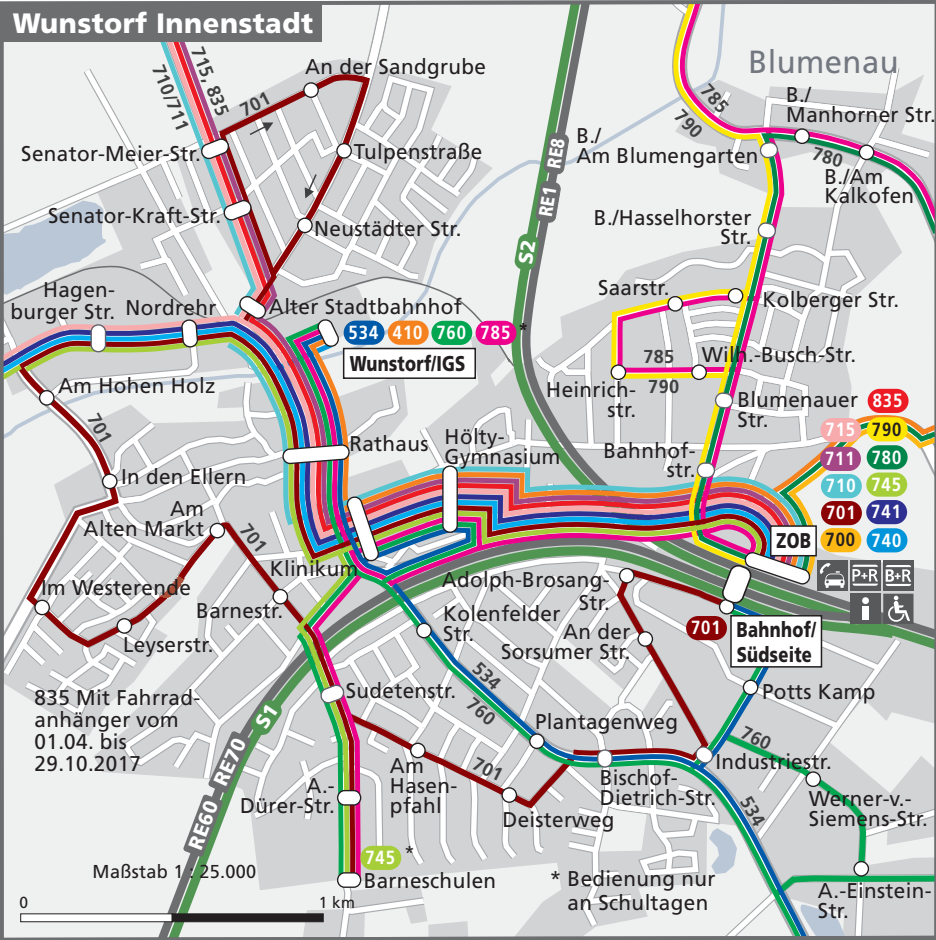 Wunstorf Innenstadt
Blumenau
710/711
715, 835
701
An der Sandgrube
Senator-Meier-Str.
Tulpenstraße
Senator-Kraft-Str.
Neustädter Str.
785
790
B./
Manhorner Str.
B./
Am Blumengarten
780
B./Am
Kalkofen
RE1
RE8
S2
B./Hasselhorster
Str.
Hagen-
burger Str.
Nordrehr
Alter Stadtbahnhof
534
410
760
785
*
Wunstorf/IGS
Saarstr.
Kolberger Str.
785
790
Wilh.-Busch-Str.
Heinrich-
str.
Am Hohen Holz
701
Blumenauer
Str.
835
715
790
711
780
710
745
701
741
700
740
Rathaus
Hölty-
Gymnasium
Bahnhof-
str.
In den Ellern
Am
Alten Markt
701
ZOB
P+R
B+R
i
Klinikum
Im Westerende
Barnestr.
Leyserstr.
Adolph-Brosang-
Str.
Kolenfelder
Str.
An der
Sorsumer Str.
701
Bahnhof/
Südseite
534
760
835 Mit Fahrrad-
anhänger vom
01.04. bis
29.10.2017
S1
RE70
RE60
Sudetenstr.
Potts Kamp
Plantagenweg
760
Industriestr.
Am
Hasen-
pfahl
701
Bischof-
Dietrich-Str.
534
A.-
Dürer-Str.
Deisterweg
Werner-v.-
Siemens-Str.
745
*
Maßstab 1 : 25.000
Barneschulen
* Bedienung nur
an Schultagen
A.-Einstein-
Str.
0
1 km